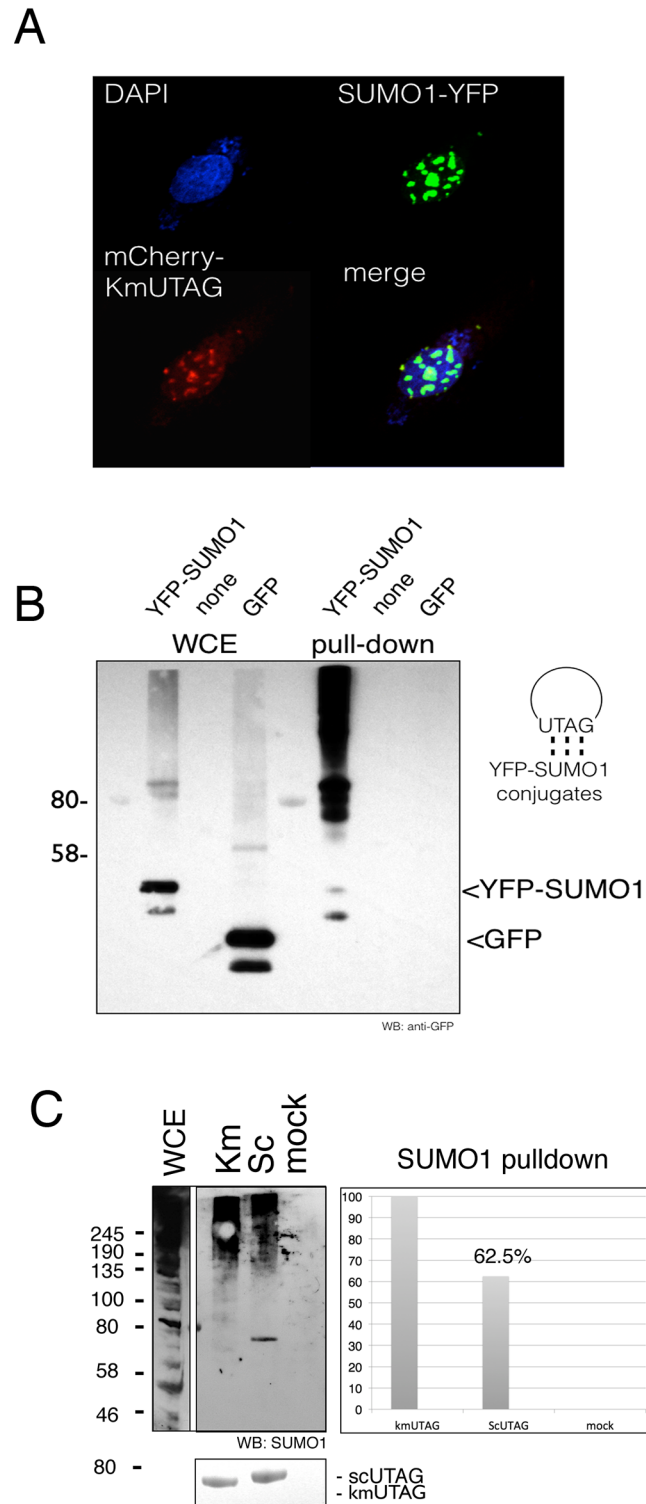 A
DAPI
SUMO1-YFP
mCherry-
KmUTAG
merge
B
YFP-SUMO1
none
GFP
YFP-SUMO1
none
GFP
WCE
pull-down
80-
58-
UTAG
YFP-SUMO1
conjugates
<YFP-SUMO1
<GFP
WB: anti-GFP
C
WCE
Km
Sc
mock
245 -
190 -
135 -
100 -
80 -
58 -
46 -
WB: SUMO1
80 -
- scUTAG
- kmUTAG
SUMO1 pulldown
100
90
80
70
60
50
40
30
20
10
0
62.5%
kmUTAG
ScUTAG
mock